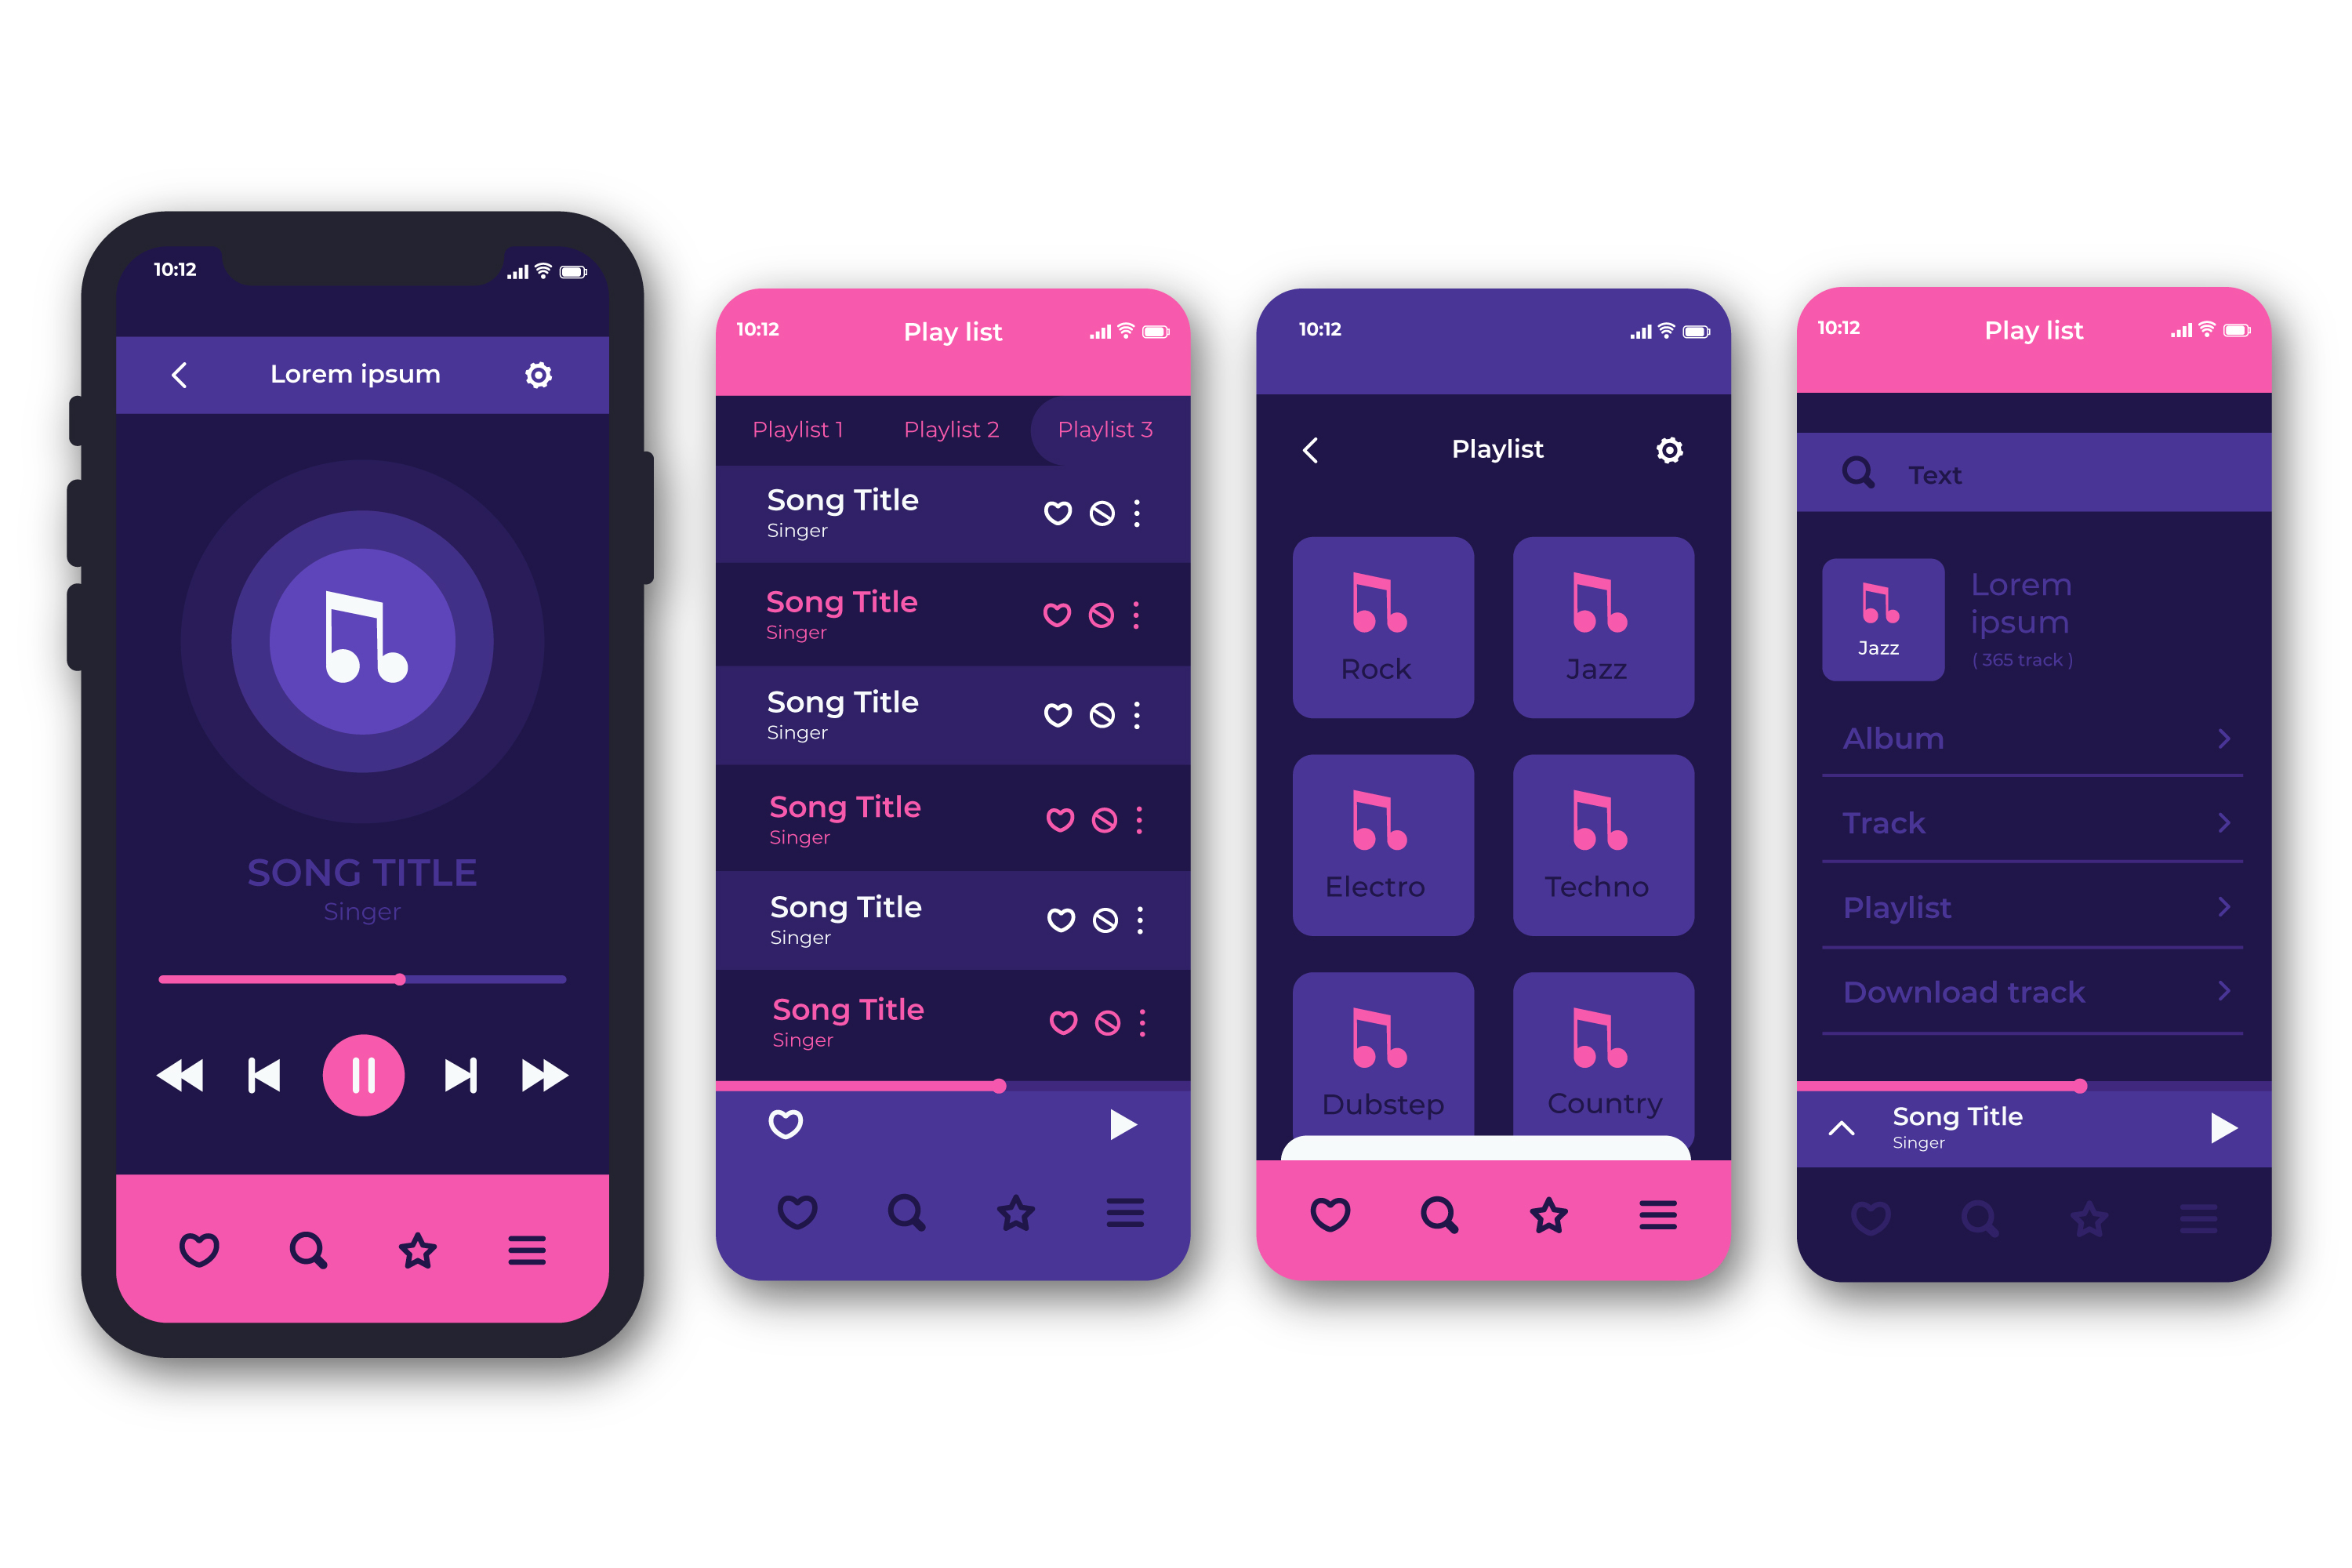 10:12
Lorem ipsum
SONG TITLE
Singer
10:12
Play list
Playlist 1
Playlist 2
Playlist 3
Song Title
Singer
Song Title
Singer
Song Title
Singer
Song Title
Singer
Song Title
Singer
Song Title
Singer
10:12
Playlist
Rock
Jazz
Electro
Techno
Dubstep
Country
10:12
Play list
Text
Jazz
Lorem
ipsum
( 365 track )
Album
Track
Playlist
Download track
Song Title
Singer